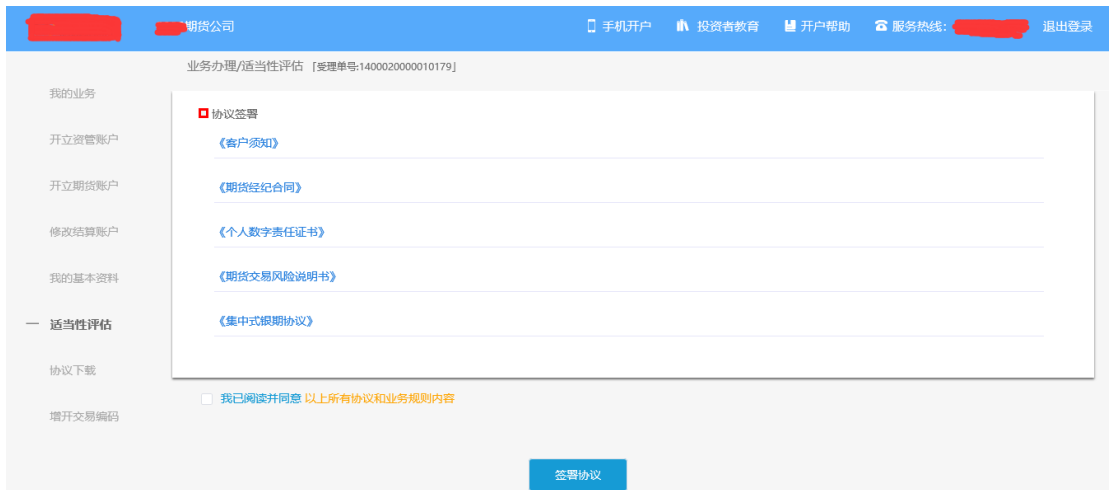 期货公司 手机开户 投资者教育 开户帮助 服务热线: 退出登录
业务办理/适当性评估 「受理单号:1400020000010179」
我的业务
开立资管账户
开立期货账户
修改结算账户
我的基本资料
适当性评估
协议下载
增开交易编码
协议签署
《客户须知》
《期货经纪合同》
《个人数字责任证书》
《期货交易风险说明书》
《集中式银期协议》
我已阅读并同意 以上所有协议和业务规则内容
签署协议